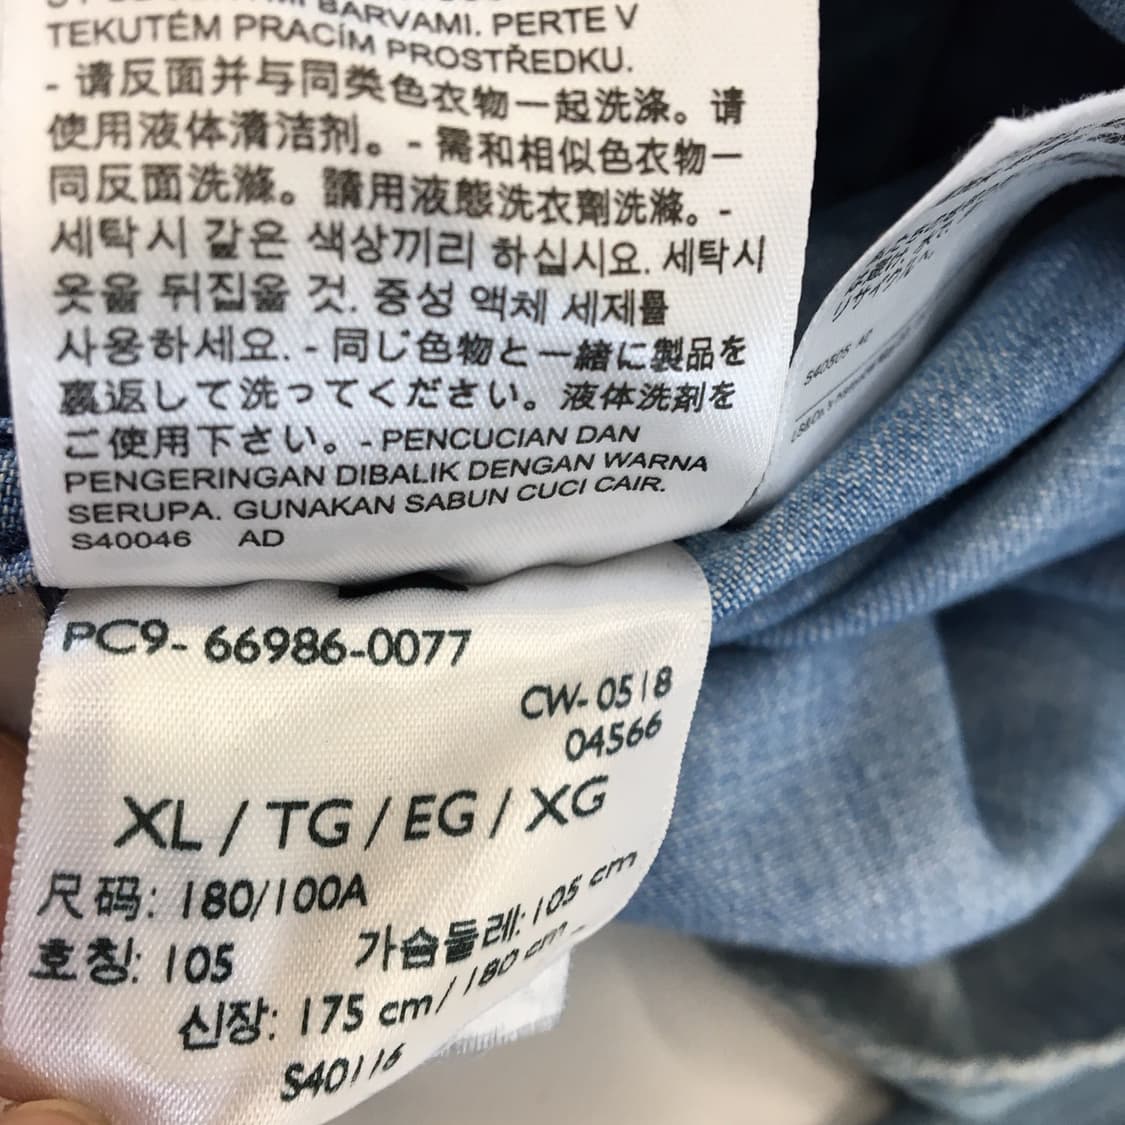 BARVAMI. PERTE V
TEKUTÉM PRACÍM PROSTŘEDKU.
- 请反面并与同类色衣物一起洗涤。请
使用液体清洁剂。- 需和相似色衣物一
同反面洗滌。請用液態洗衣劑洗滌。-
세탁시 같은 색상끼리 하십시요. 세탁시
옷을 뒤집을 것. 중성 액체 세제를
사용하세요. - 同じ色物と一緒に製品を
裏返して洗ってください。液体洗剤を
ご使用下さい。- PENCUCIAN DAN
PENGERINGAN DIBALIK DENGAN WARNA
SERUPA. GUNAKAN SABUN CUCI CAIR.
S40046 AD
リサイクル
PC9- 66986-0077
CW-0518
04566
XL / TG / EG / XG
尺码: 180/100A
호칭: 105 가슴둘레: 105 cm
신장: 175 cm/180 cm
S40116